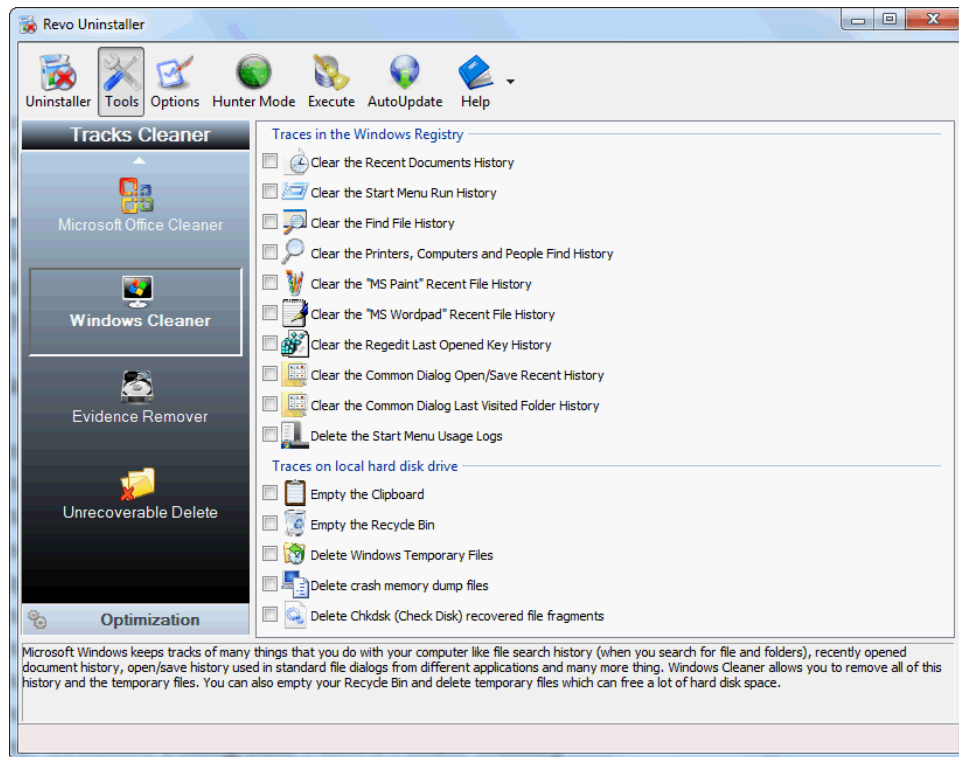 Revo Uninstaller
Uninstaller Tools Options Hunter Mode Execute AutoUpdate Help
Tracks Cleaner
Microsoft Office Cleaner
Windows Cleaner
Evidence Remover
Unrecoverable Delete
Optimization
Traces in the Windows Registry
Clear the Recent Documents History
Clear the Start Menu Run History
Clear the Find File History
Clear the Printers, Computers and People Find History
Clear the "MS Paint" Recent File History
Clear the "MS Wordpad" Recent File History
Clear the Regedit Last Opened Key History
Clear the Common Dialog Open/Save Recent History
Clear the Common Dialog Last Visited Folder History
Delete the Start Menu Usage Logs
Traces on local hard disk drive
Empty the Clipboard
Empty the Recycle Bin
Delete Windows Temporary Files
Delete crash memory dump files
Delete Chkdsk (Check Disk) recovered file fragments
Microsoft Windows keeps tracks of many things that you do with your computer like file search history (when you search for file and folders), recently opened
document history, open/save history used in standard file dialogs from different applications and many more thing. Windows Cleaner allows you to remove all of this
history and the temporary files. You can also empty your Recycle Bin and delete temporary files which can free a lot of hard disk space.